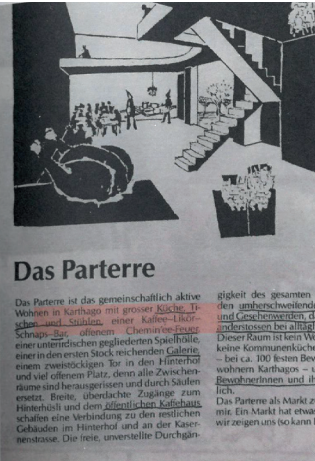 Das Parterre
Das Parterre ist das gemeinschaftlich aktive
Wohnen in Karthago mit grosser Küche, Ti-
schen und Stühlen, einer Kaffee–Likör–
Schnaps–Bar, offenem Cheminée-Feuer,
einer unterirdischen gegliederten Spielhölle,
einer in den ersten Stock reichenden Galerie,
einem zweistöckigen Tor in den Hinterhof
und viel offenem Platz, denn alle Zwischen-
räume sind herausgerissen und durch Säulen
ersetzt. Breite, überdachte Zugänge zum
Hinterhüsli und dem öffentlichen Kafiehaus
schaffen eine Verbindung zu den restlichen
Gebäuden im Hinterhof und an der Kaser-
nenstrasse. Die freie, unverstellte Durchgän-
gigkeit des gesamten
den umherschweifende
und Gesehenwerden, da
anderstossen bei alltägl
Dieser Raum ist kein W
keine Kommunenküche
– bei ca. 100 festen Bew
wohnern Karthagos – u
BewohnerInnen und ih
lich.
Das Parterre als Markt z
mir. Ein Markt hat etwas
wir zeigen uns (so kann l